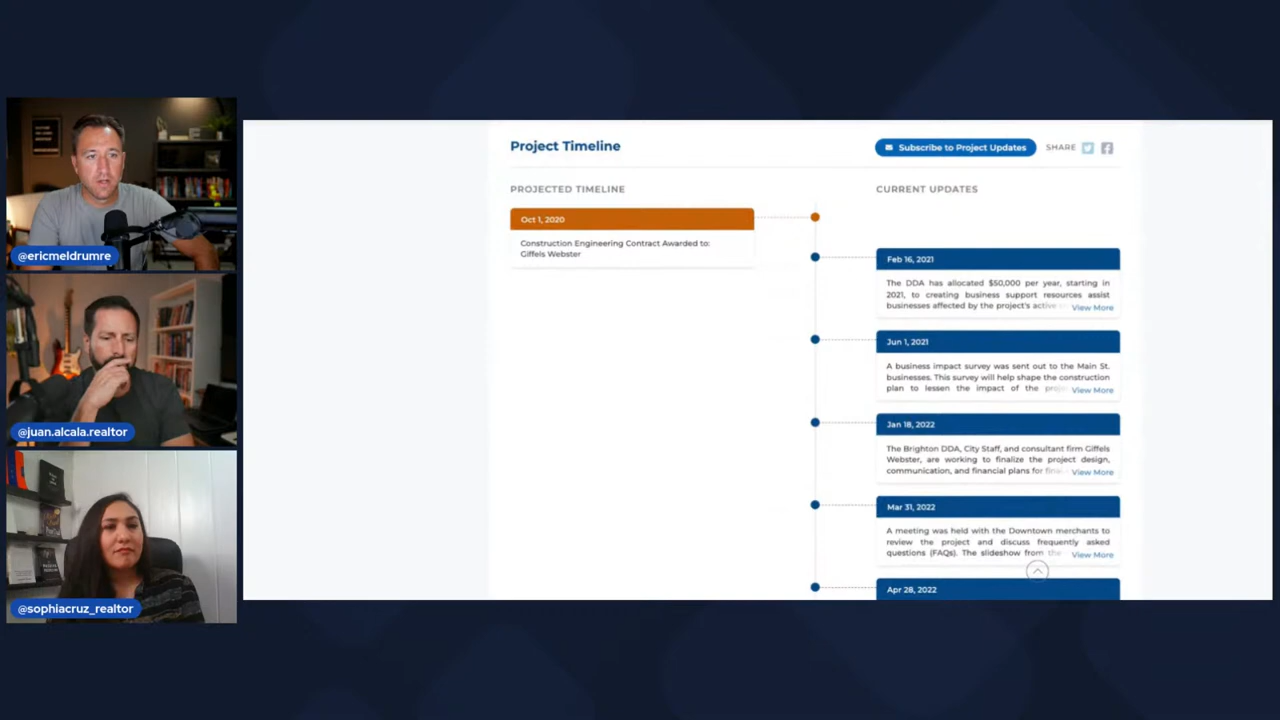 @ericmeldrumre
@juan.alcala.realtor
@sophiacruz_realtor
Project Timeline
Subscribe to Project Updates
SHARE
PROJECTED TIMELINE
CURRENT UPDATES
Oct 1, 2020
Construction Engineering Contract Awarded to:
Giffels Webster
Feb 16, 2021
The DDA has allocated $50,000 per year, starting in
2021, to creating business support resources assist
businesses affected by the project's active
View More
Jun 1, 2021
A business impact survey was sent out to the Main St.
businesses. This survey will help shape the construction
plan to lessen the impact of the
View More
Jan 18, 2022
The Brighton DDA, City Staff, and consultant firm Giffels
Webster, are working to finalize the project design,
communication, and financial plans for
View More
Mar 31, 2022
A meeting was held with the Downtown merchants to
review the project and discuss frequently asked
questions (FAQs). The slideshow from the
View More
Apr 28, 2022